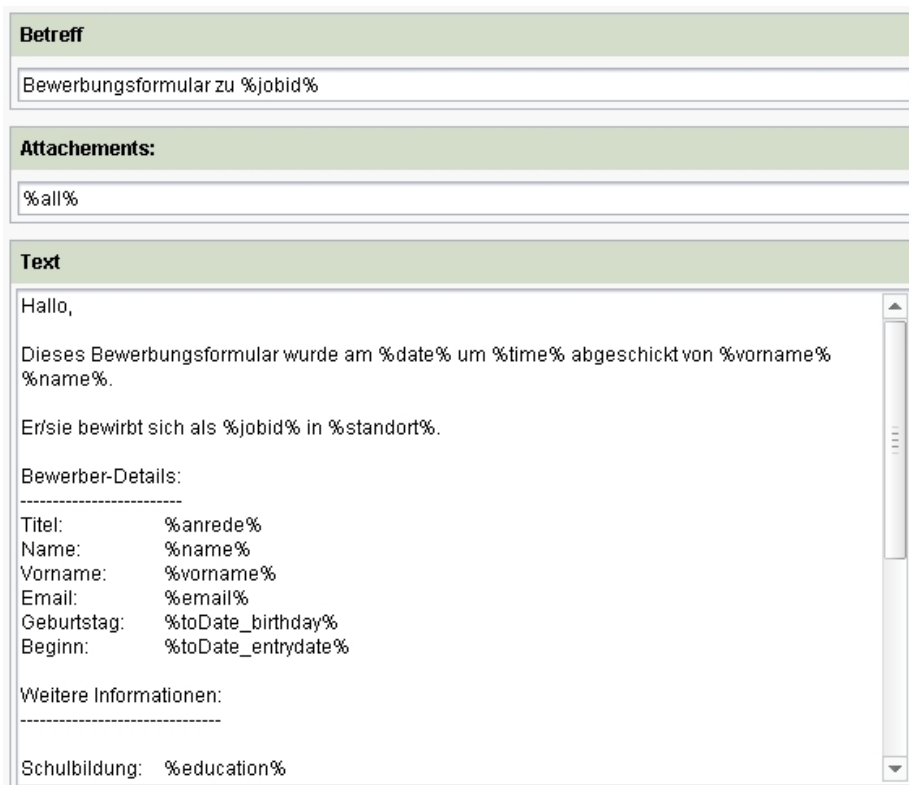 Betreff
Bewerbungsformular zu %jobid%
Attachements:
%all%
Text
Hallo,
Dieses Bewerbungsformular wurde am %date% um %time% abgeschickt von %vorname%
%name%.
Er/sie bewirbt sich als %jobid% in %standort%.
Bewerber-Details:
-------------------------
Titel: %anrede%
Name: %name%
Vorname: %vorname%
Email: %email%
Geburtstag: %toDate_birthday%
Beginn: %toDate_entrydate%
Weitere Informationen:
-------------------------------
Schulbildung: %education%